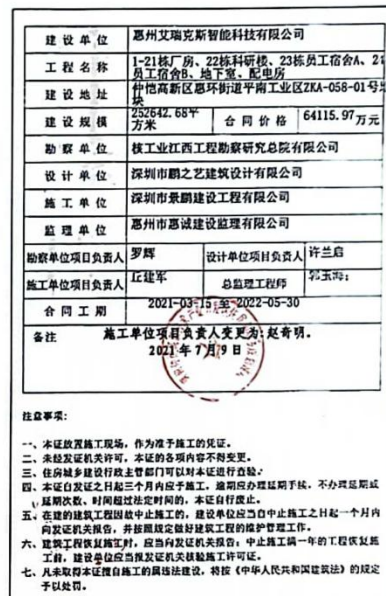 建设单位 惠州艾瑞克斯智能科技有限公司
工程名称 1-21栋厂房、22栋科研楼、23栋员工宿舍A、24
员工宿舍B、地下室、配电房
建设地址 仲恺高新区惠环街道平南工业区ZKA-058-01号地
块
建设规模 252642.68平
方米 合同价格 64115.97万元
勘察单位 核工业江西工程勘察研究总院有限公司
设计单位 深圳市鹏之艺建筑设计有限公司
施工单位 深圳市景鹏建设工程有限公司
监理单位 惠州市惠诚建设监理有限公司
勘察单位项目负责人 罗辉 设计单位项目负责人 许兰启
施工单位项目负责人 丘建军 总监理工程师 郭玉海
合同工期 2021-03-15 至 2022-05-30
备注 施工单位项目负责人变更为:赵奇明。
2021年7月9日
注意事项:
一、本证放置施工现场,作为准予施工的凭证。
二、未经发证机关许可,本证的各项内容不得变更。
三、住房城乡建设行政主管部门可以对本证进行查验。
四、本证自发证之日起三个月内应予施工,逾期应办理延期手续,不办理延期或
延期次数、时间超过法定时间的,本证自行废止。
五、在建的建筑工程因故中止施工的,建设单位应当自中止施工之日起一个月内
向发证机关报告,并按照规定做好建筑工程的维护管理工作。
六、建筑工程恢复施工时,应当向发证机关报告;中止施工满一年的工程恢复施
工前,建设单位应当报发证机关核验施工许可证。
七、凡未取得本证擅自施工的属违法建设,将按《中华人民共和国建筑法》的规定
予以处罚。